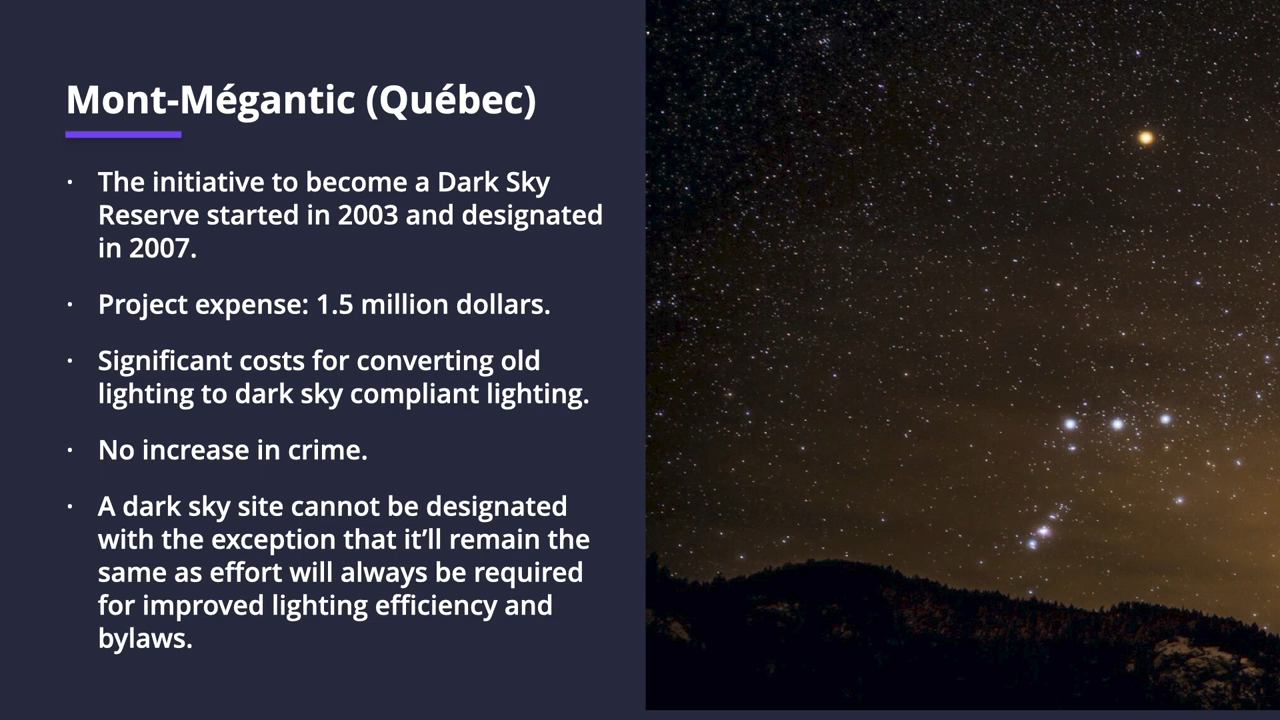 Mont-Mégantic (Québec)
· The initiative to become a Dark Sky
Reserve started in 2003 and designated
in 2007.
· Project expense: 1.5 million dollars.
· Significant costs for converting old
lighting to dark sky compliant lighting.
· No increase in crime.
· A dark sky site cannot be designated
with the exception that it’ll remain the
same as effort will always be required
for improved lighting efficiency and
bylaws.